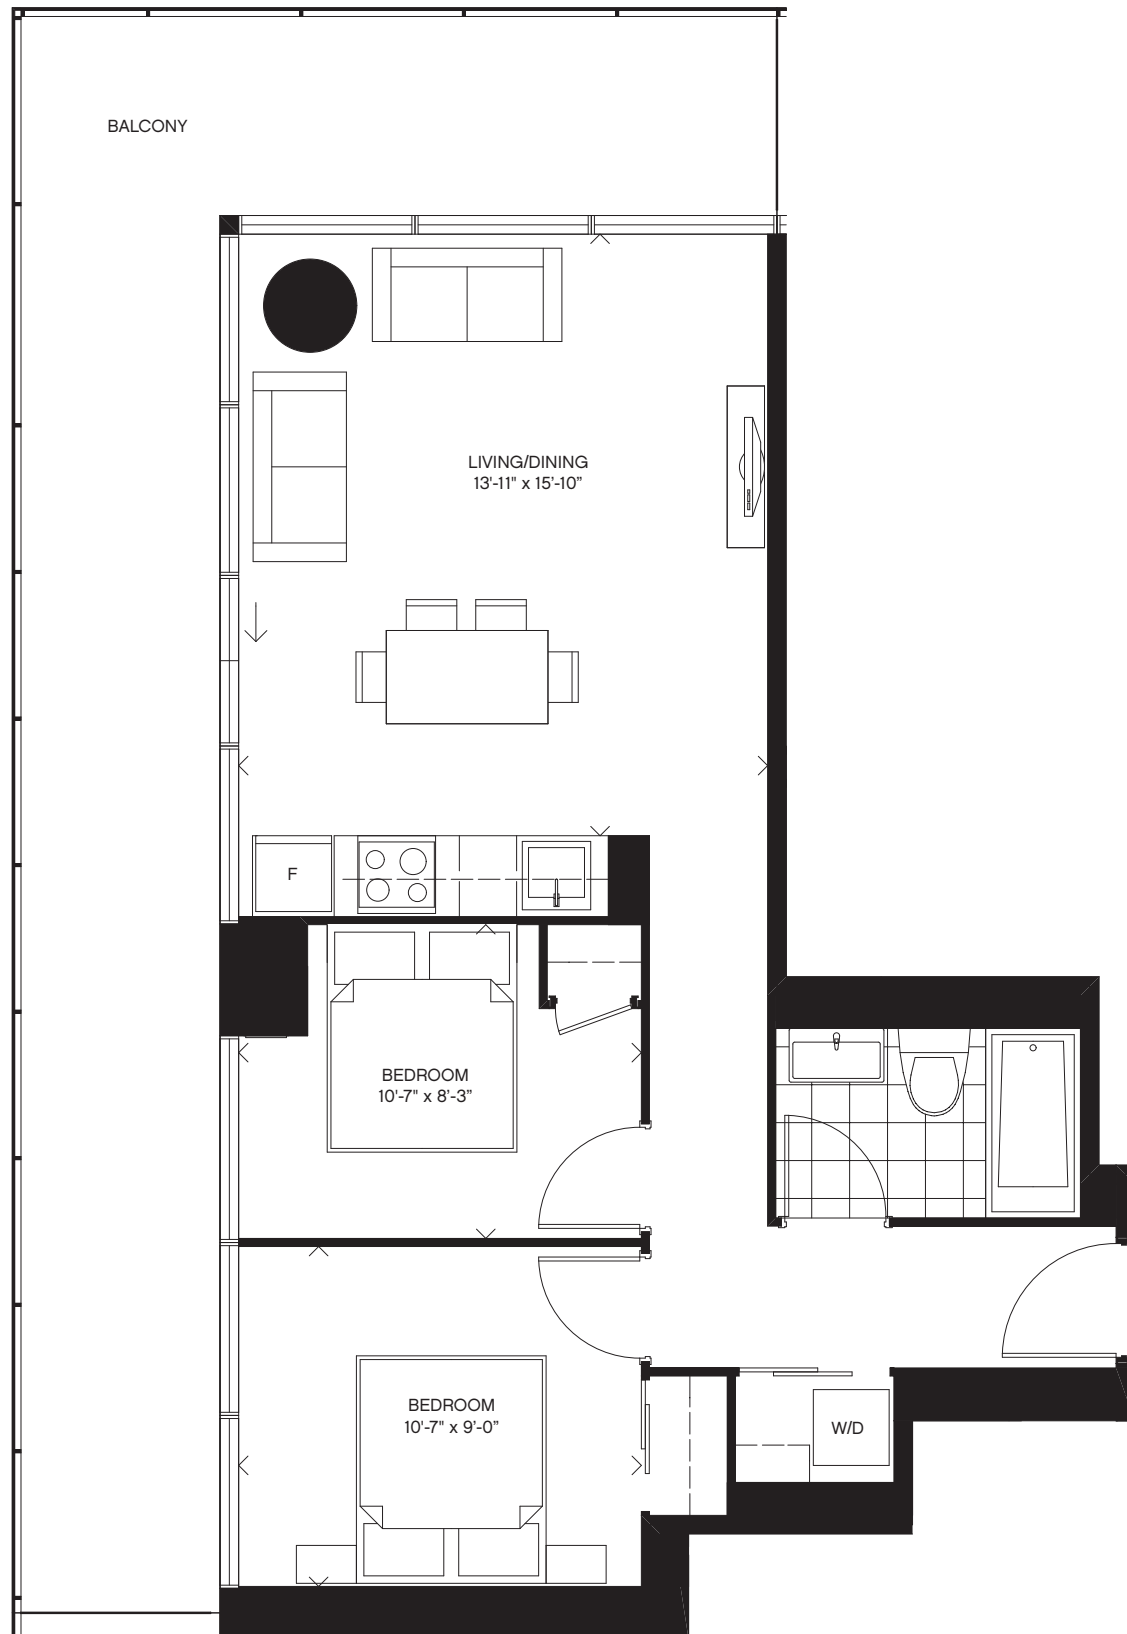 BALCONY
LIVING/DINING
13'-11" x 15'-10”
F
BEDROOM
10'-7" x 8'-3”
BEDROOM
10'-7" x 9'-0”
W/D